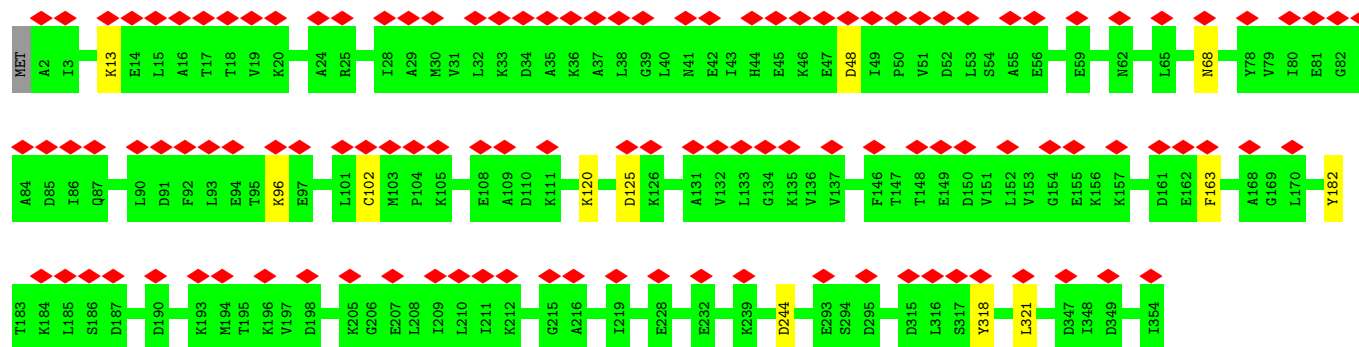 MET A2 I3 K13 E14 L15 A16 T17 T18 V19 K20 A24 R25 I28 A29 M30 V31 L32 K33 D34 A35 K36 A37 L38 G39 L40 N41 E42 I43 H44 E45 K46 E47 D48 I49 P50 V51 D52 L53 S54 A55 E56 E59 N62 L65 N68 Y78 V79 I80 E81 G82
A84 D85 I86 Q87 L90 D91 F92 L93 E94 T95 K96 E97 L101 C102 M103 P104 K105 E108 A109 D110 K111 K120 D125 K126 A131 V132 L133 G134 K135 V136 V137 F146 T147 T148 E149 D150 V151 L152 V153 G154 E155 K156 K157 D161 E162 F163 A168 G169 L170 Y182
T183 K184 L185 S186 D187 D190 K193 M194 T195 K196 V197 D198 K205 G206 E207 L208 I209 L210 I211 K212 G215 A216 I219 E228 E232 K239 D244 E293 S294 D295 D315 L316 S317 Y318 L321 D347 I348 D349 I354